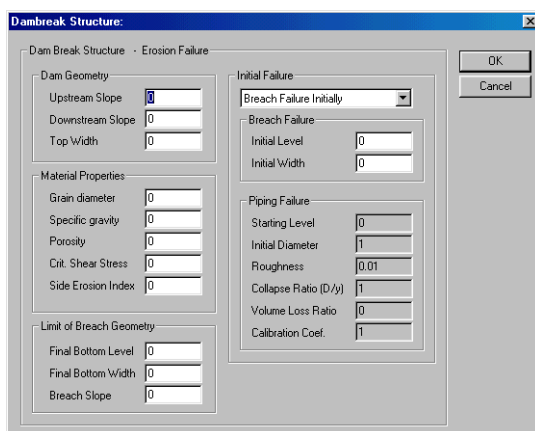 Dambreak Structure:
Dam Break Structure - Erosion Failure
Dam Geometry
Upstream Slope 0
Downstream Slope 0
Top Width 0
Material Properties
Grain diameter 0
Specific gravity 0
Porosity 0
Crit. Shear Stress 0
Side Erosion Index 0
Limit of Breach Geometry
Final Bottom Level 0
Final Bottom Width 0
Breach Slope 0
Initial Failure
Breach Failure Initially
Breach Failure
Initial Level 0
Initial Width 0
Piping Failure
Starting Level 0
Initial Diameter 1
Roughness 0.01
Collapse Ratio (D/y) 1
Volume Loss Ratio 0
Calibration Coef. 1
OK
Cancel